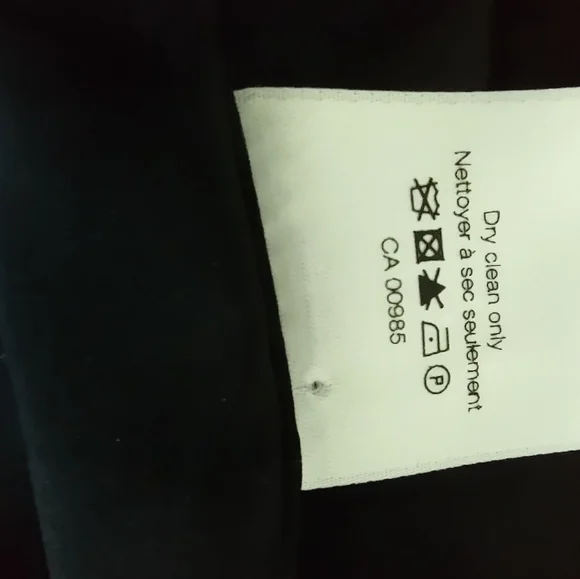 Dry clean only
Nettoyer à sec seulement
P
CA 00985